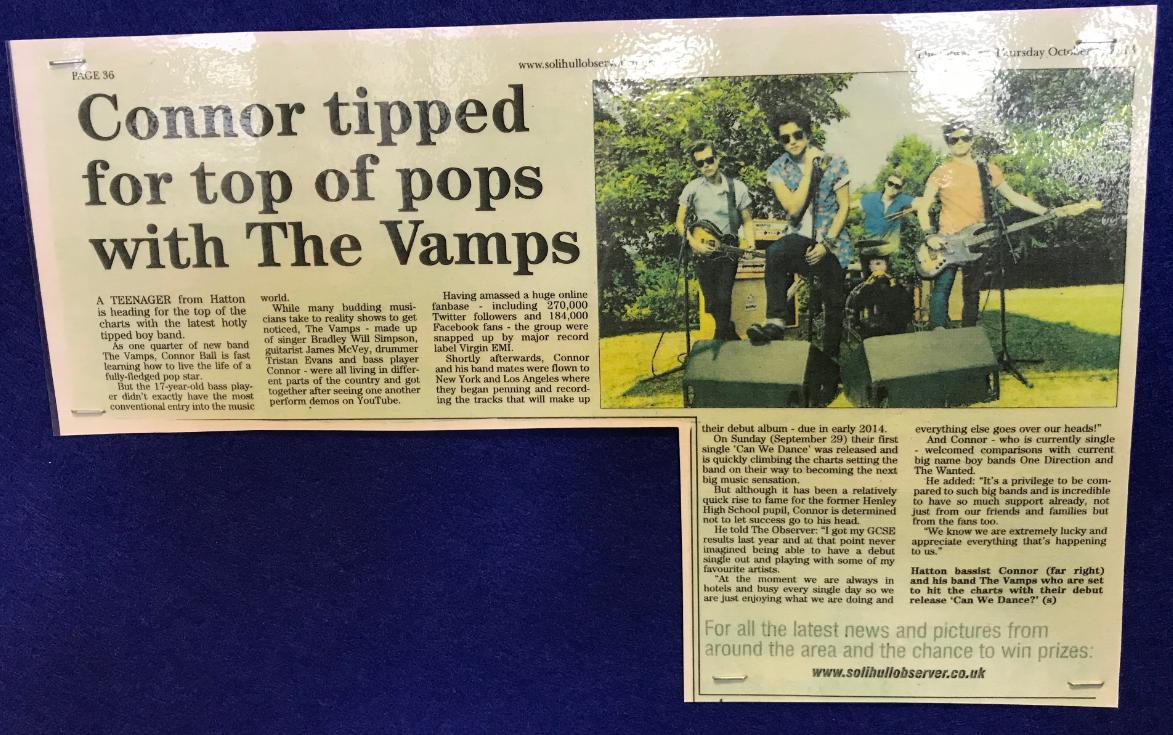 PAGE 36
www.solihullobser
Thursday October
Connor tipped
for top of pops
with The Vamps
A TEENAGER from Hatton
is heading for the top of the
charts with the latest hotly
tipped boy band.
As one quarter of new band
The Vamps, Connor Ball is fast
learning how to live the life of a
fully-fledged pop star.
But the 17-year-old bass play-
er didn't exactly have the most
conventional entry into the music
world.
While many budding musi-
cians take to reality shows to get
noticed, The Vamps - made up
of singer Bradley Will Simpson,
guitarist James McVey, drummer
Tristan Evans and bass player
Connor - were all living in differ-
ent parts of the country and got
together after seeing one another
perform demos on YouTube.
Having amassed a huge online
fanbase - including 270,000
Twitter followers and 184,000
Facebook fans - the group were
snapped up by major record
label Virgin EMI.
Shortly afterwards, Connor
and his band mates were flown to
New York and Los Angeles where
they began penning and record-
ing the tracks that will make up
their debut album - due in early 2014.
On Sunday (September 29) their first
single 'Can We Dance' was released and
is quickly climbing the charts setting the
band on their way to becoming the next
big music sensation.
But although it has been a relatively
quick rise to fame for the former Henley
High School pupil, Connor is determined
not to let success go to his head.
He told The Observer: "I got my GCSE
results last year and at that point never
imagined being able to have a debut
single out and playing with some of my
favourite artists.
"At the moment we are always in
hotels and busy every single day so we
are just enjoying what we are doing and
everything else goes over our heads!"
And Connor - who is currently single
- welcomed comparisons with current
big name boy bands One Direction and
The Wanted.
He added: "It's a privilege to be com-
pared to such big bands and is incredible
to have so much support already, not
just from our friends and families but
from the fans too.
"We know we are extremely lucky and
appreciate everything that's happening
to us."
Hatton bassist Connor (far right)
and his band The Vamps who are set
to hit the charts with their debut
release 'Can We Dance?' (s)
For all the latest news and pictures from
around the area and the chance to win prizes:
www.solihullobserver.co.uk